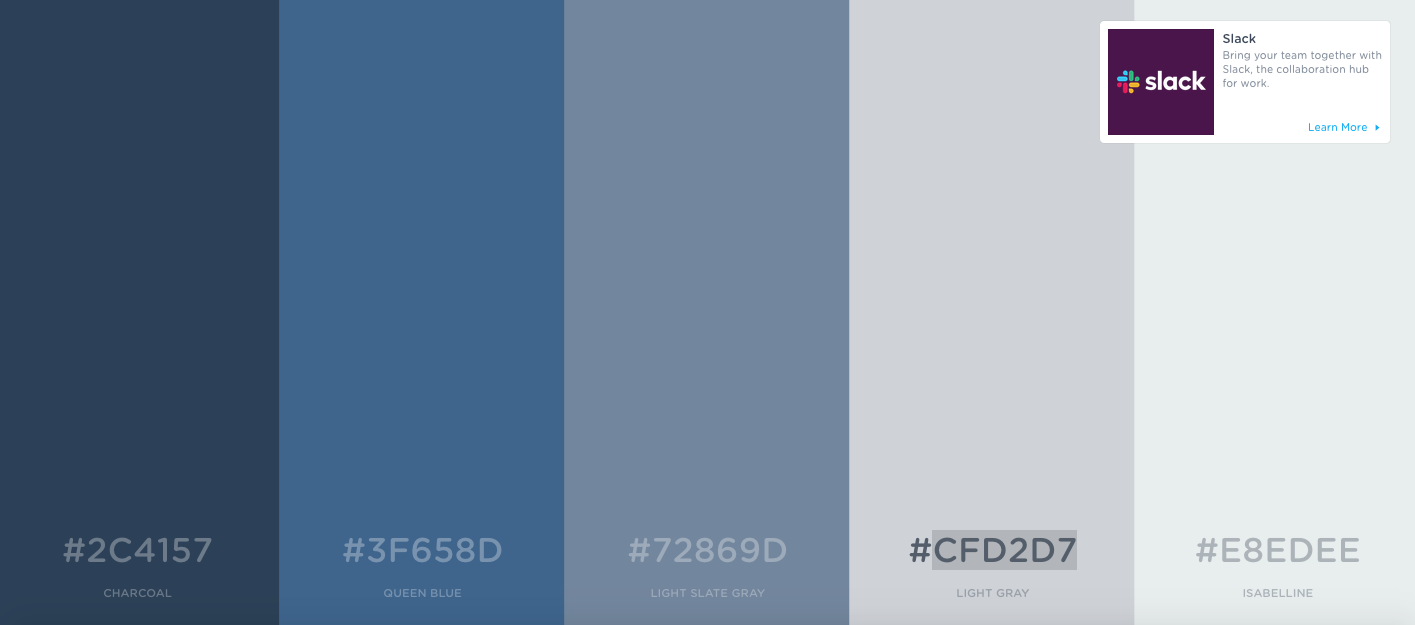 slack
Slack
Bring your team together with
Slack, the collaboration hub
for work.
Learn More
#2C4157
#3F658D
#72869D
#CFD2D7
#E8EDEE
CHARCOAL
QUEEN BLUE
LIGHT SLATE GRAY
LIGHT GRAY
ISABELLINE